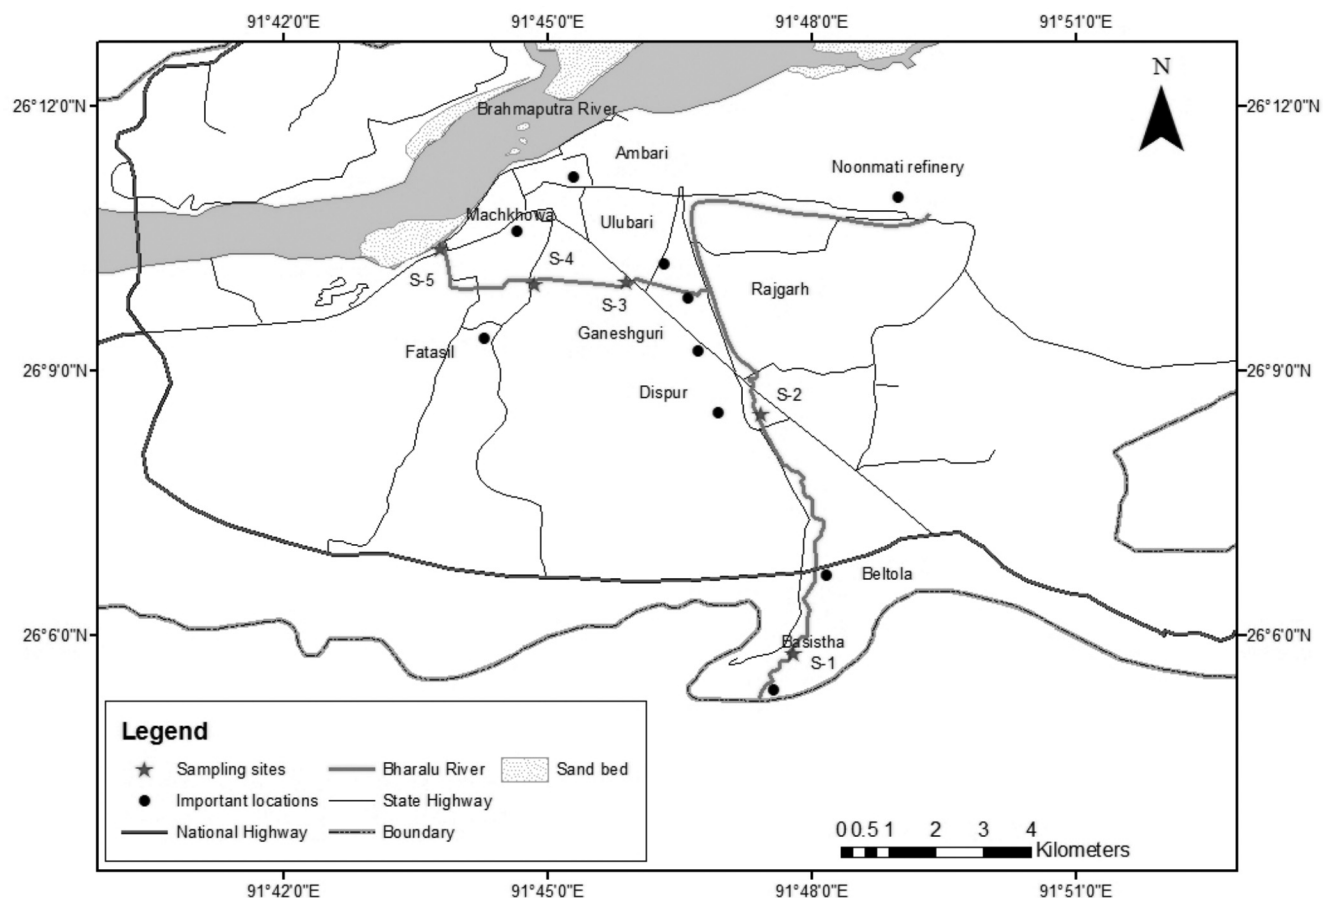 91°42'0"E 91°45'0"E 91°48'0"E 91°51'0"E
N
26°12'0"N 26°12'0"N
Brahmaputra River
Ambari
Noonmati refinery
Machkhowa
Ulubari
S-4
S-5
S-3
Rajgarh
Ganeshguri
Fatasil
26°9'0"N 26°9'0"N
Dispur
S-2
Beltola
26°6'0"N 26°6'0"N
Basistha
S-1
Legend
Sampling sites Bharalu River Sand bed
Important locations State Highway
National Highway Boundary
0 0.5 1 2 3 4
Kilometers
91°42'0"E 91°45'0"E 91°48'0"E 91°51'0"E